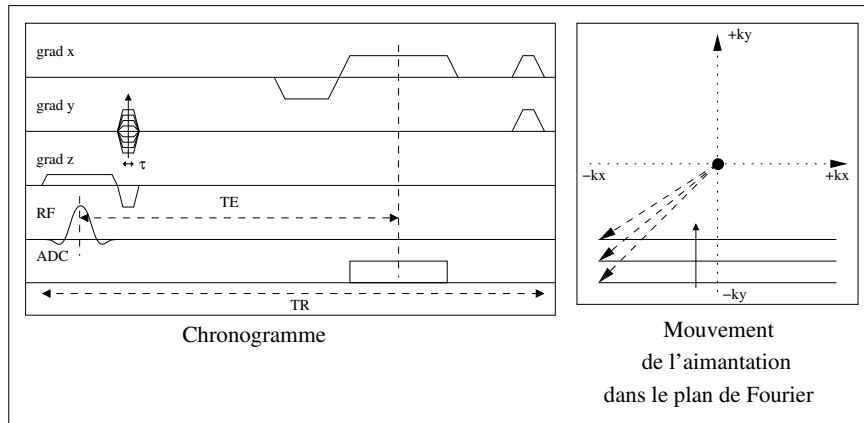 grad x
grad y
τ
grad z
TE
RF
ADC
TR
Chronogramme
+ky
−kx
+kx
−ky
Mouvement
de l'aimantation
dans le plan de Fourier